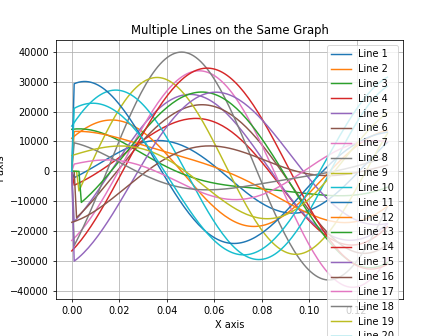 Multiple Lines on the Same Graph
40000
30000
20000
10000
0
−10000
−20000
−30000
−40000
axis
0.00
0.02
0.04
0.06
0.08
0.10
X axis
Line 1
Line 2
Line 3
Line 4
Line 5
Line 6
Line 7
Line 8
Line 9
Line 10
Line 11
Line 12
Line 13
Line 14
Line 15
Line 16
Line 17
Line 18
Line 19
Line 20